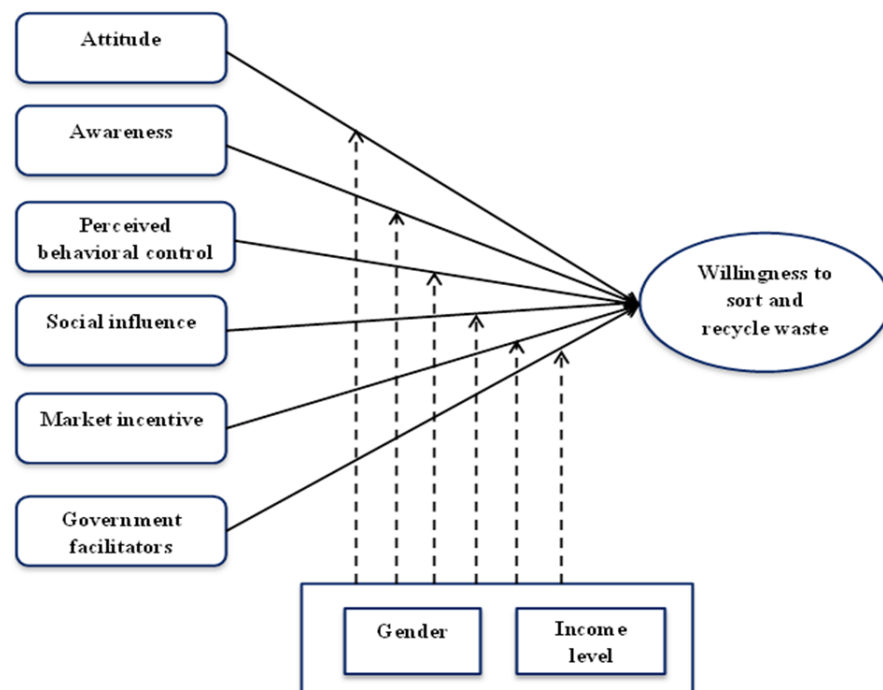 Attitude
Awareness
Perceived
behavioral control
Social influence
Market incentive
Government
facilitators
Willingness to
sort and
recycle waste
Gender
Income
level